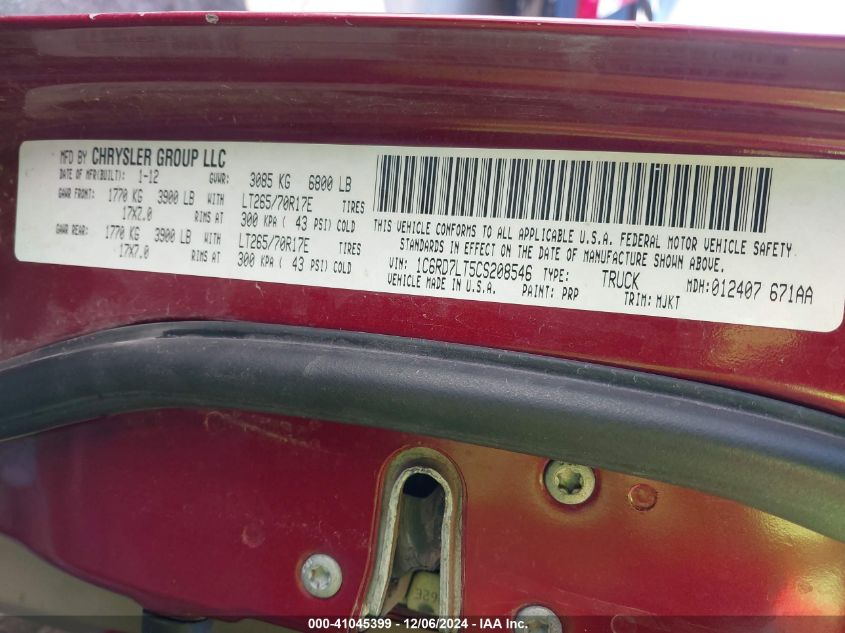 MFD BY CHRYSLER GROUP LLC
DATE OF MFR(BUILT): 1-12 GVWR: 3085 KG 6800 LB
GAWR FRONT: 1770 KG 3900 LB WITH LT265/70R17E TIRES
17X7.0 RIMS AT 300 KPA ( 43 PSI) COLD
GAWR REAR: 1770 KG 3900 LB WITH LT265/70R17E TIRES
17X7.0 RIMS AT 300 KPA ( 43 PSI) COLD
THIS VEHICLE CONFORMS TO ALL APPLICABLE U.S.A. FEDERAL MOTOR VEHICLE SAFETY
STANDARDS IN EFFECT ON THE DATE OF MANUFACTURE SHOWN ABOVE.
VIN: 1C6RD7LT5CS208546 TYPE: TRUCK MDH:012407 671AA
VEHICLE MADE IN U.S.A. PAINT: PRP TRIM: MJKT
000-41045399 - 12/06/2024 - IAA Inc.